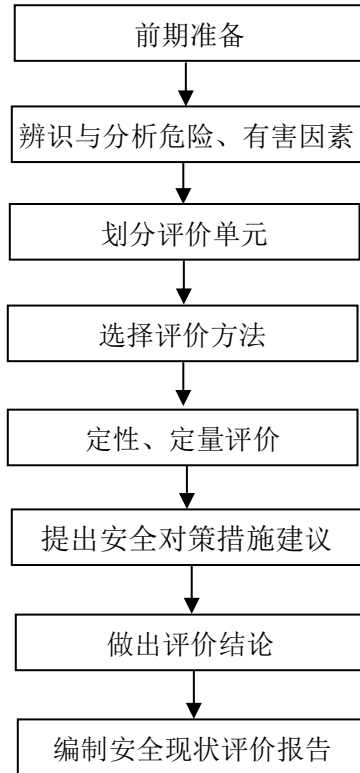 前期准备
辨识与分析危险、有害因素
划分评价单元
选择评价方法
定性、定量评价
提出安全对策措施建议
做出评价结论
编制安全现状评价报告